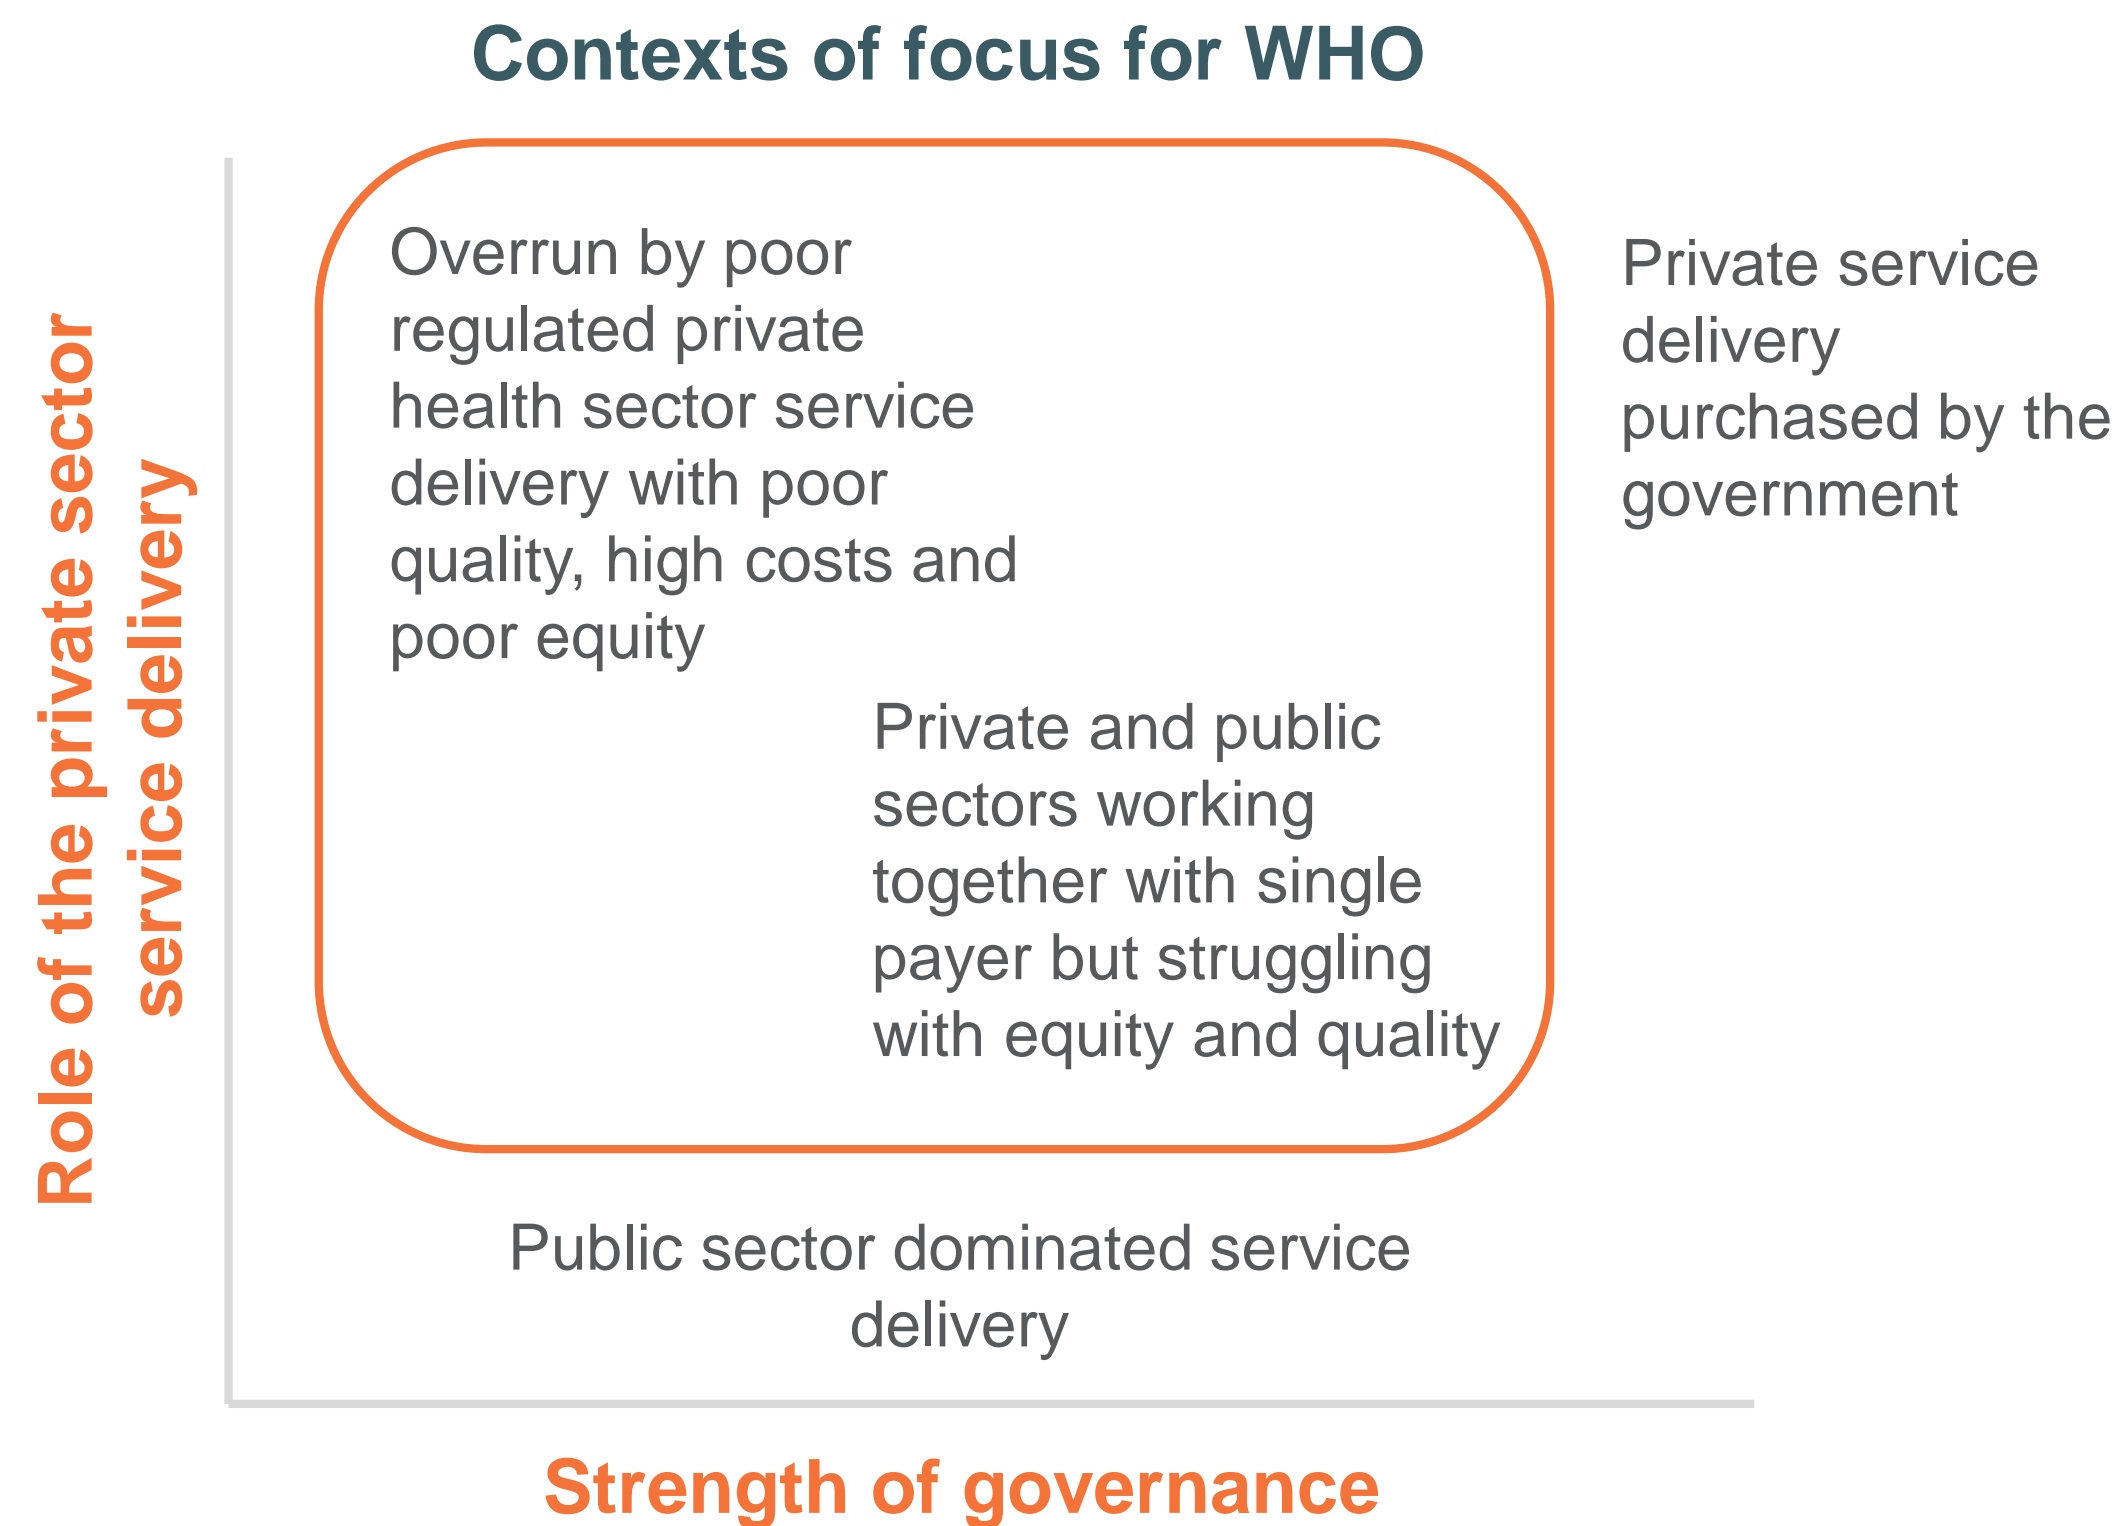 Contexts of focus for WHO
Role of the private sector
service delivery
Overrun by poor
regulated private
health sector service
delivery with poor
quality, high costs and
poor equity
Private service
delivery
purchased by the
government
Private and public
sectors working
together with single
payer but struggling
with equity and quality
Public sector dominated service
delivery
Strength of governance